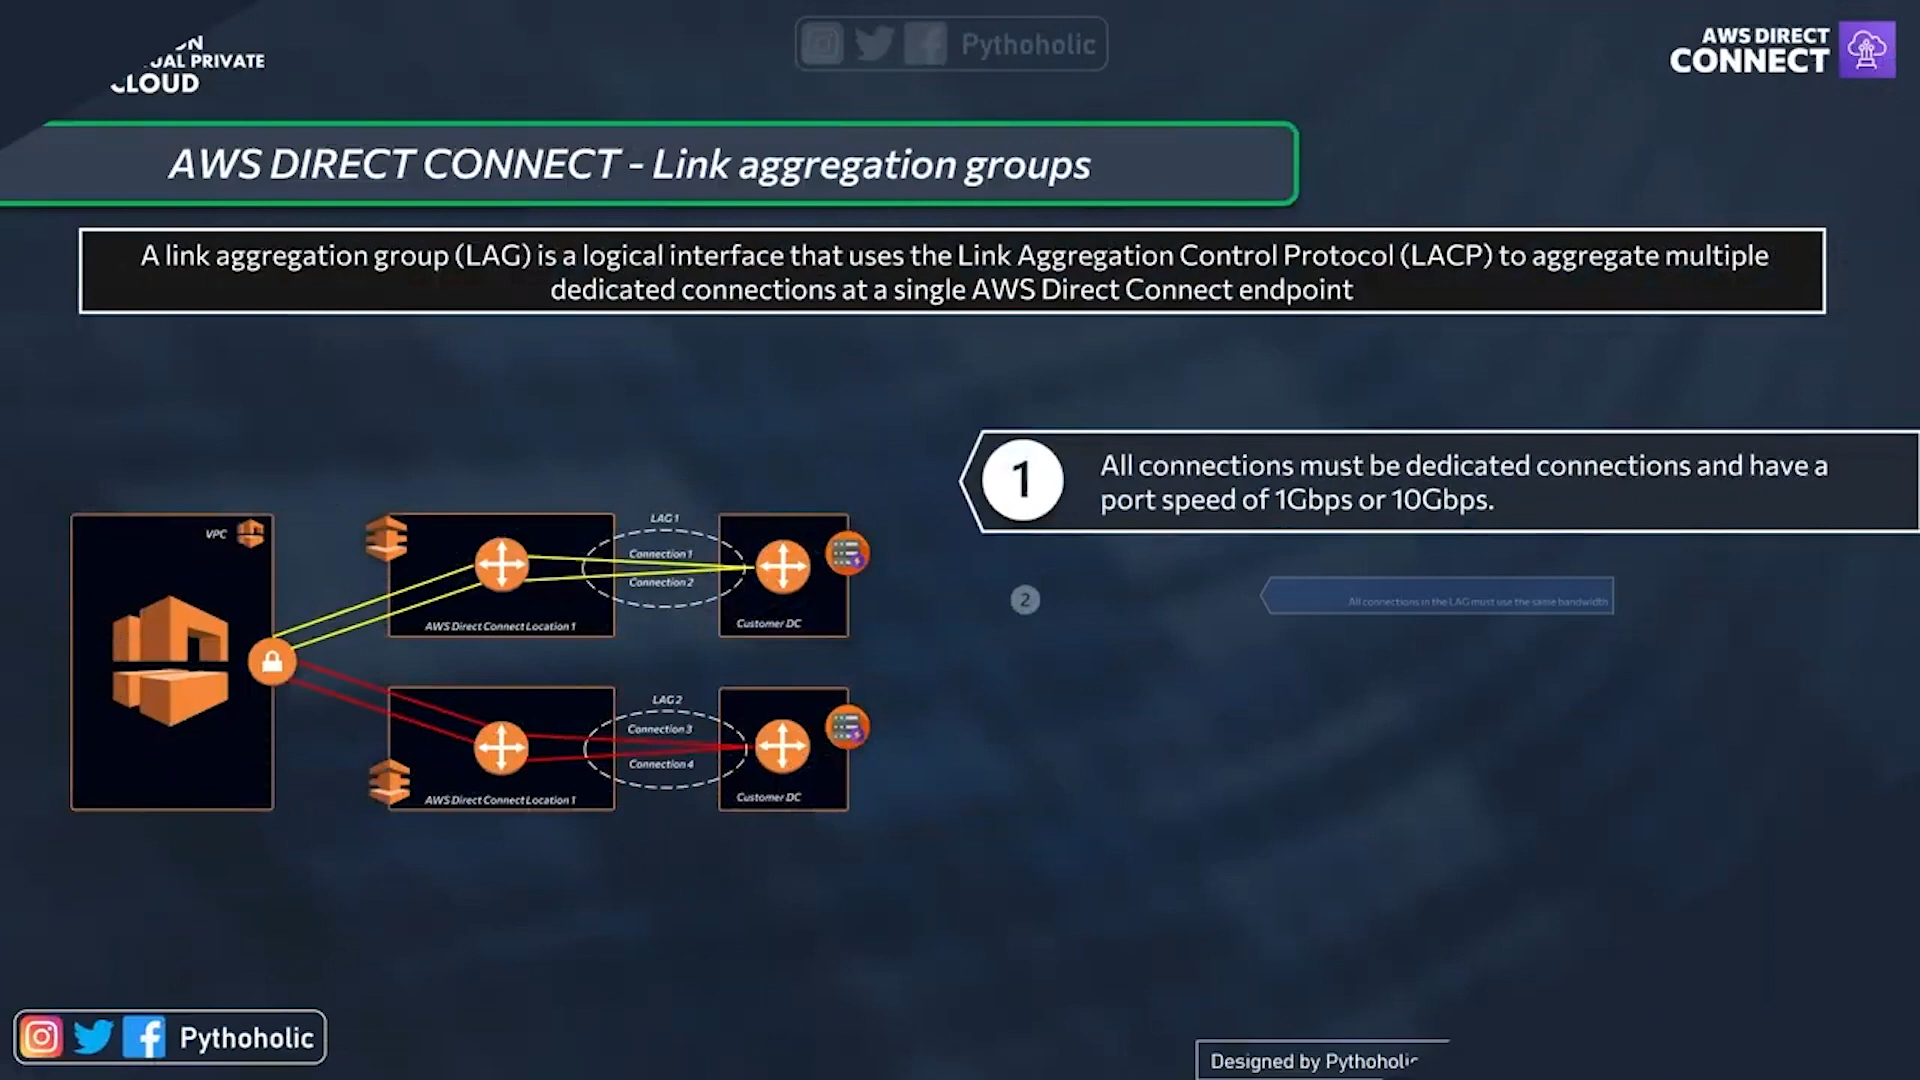 UAL PRIVATE
CLOUD
Pythoholic
AWS DIRECT
CONNECT
AWS DIRECT CONNECT - Link aggregation groups
A link aggregation group (LAG) is a logical interface that uses the Link Aggregation Control Protocol (LACP) to aggregate multiple
dedicated connections at a single AWS Direct Connect endpoint
1
All connections must be dedicated connections and have a
port speed of 1Gbps or 10Gbps.
2
All connections in the LAG must use the same bandwidth
VPC
LAG 1
Connection 1
Connection 2
AWS Direct Connect Location 1
Customer DC
LAG 2
Connection 3
Connection 4
AWS Direct Connect Location 1
Customer DC
Pythoholic
Designed by Pythoholic